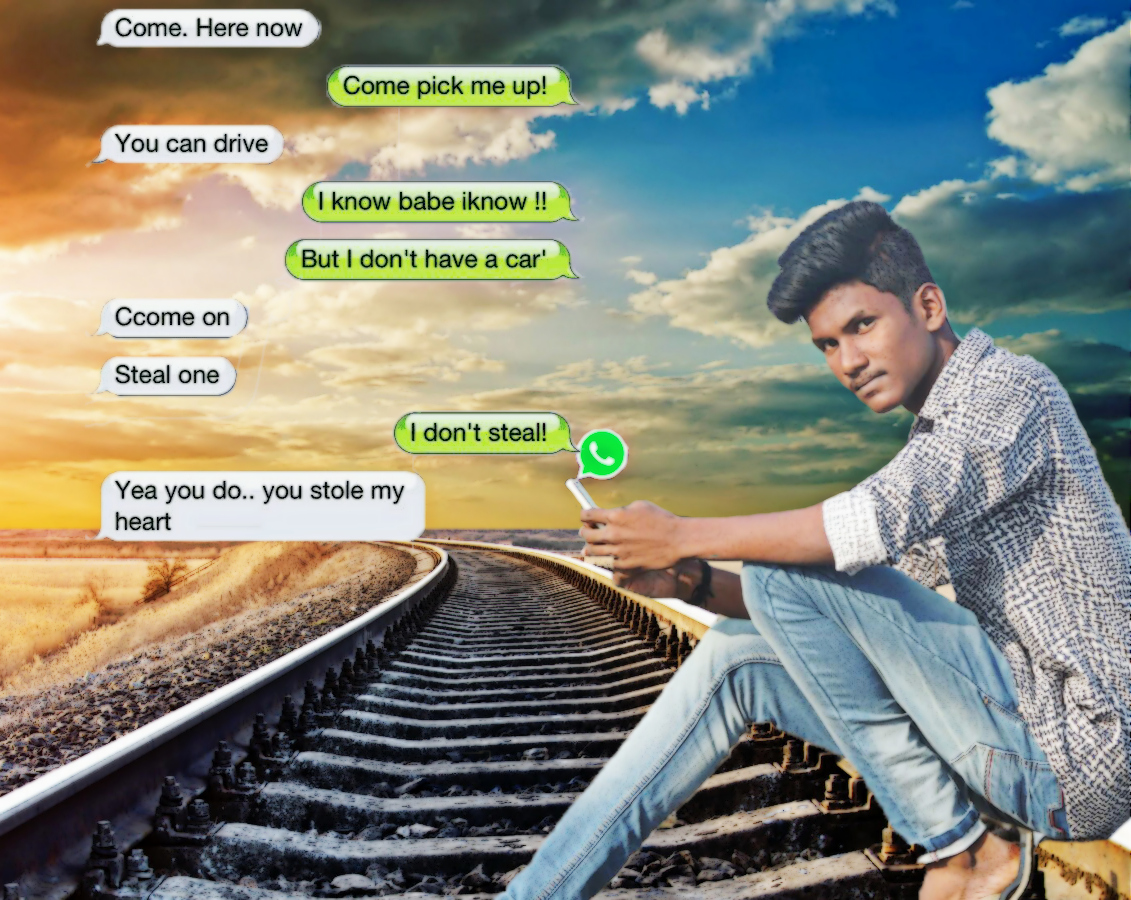 Come. Here now
Come pick me up!
You can drive
I know babe iknow !!
But I don't have a car'
Ccome on
Steal one
I don't steal!
Yea you do.. you stole my
heart